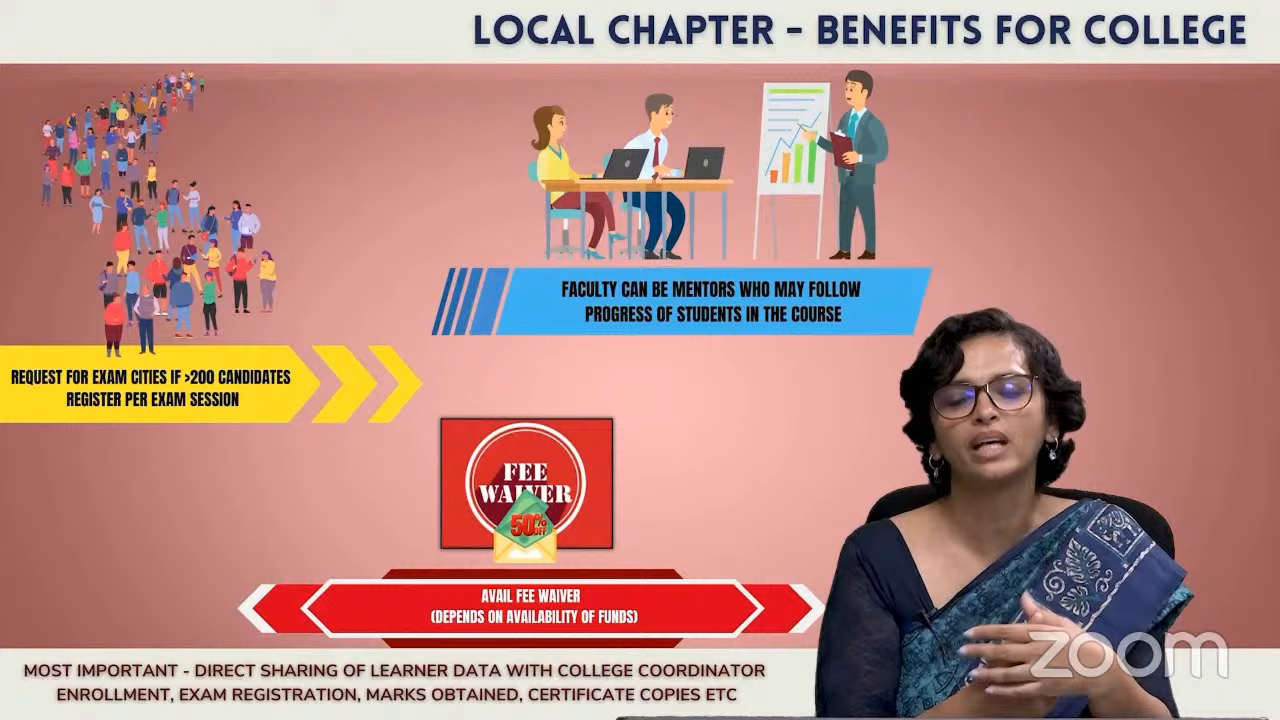 LOCAL CHAPTER - BENEFITS FOR COLLEGE
FACULTY CAN BE MENTORS WHO MAY FOLLOW
PROGRESS OF STUDENTS IN THE COURSE
REQUEST FOR EXAM CITIES IF >200 CANDIDATES
REGISTER PER EXAM SESSION
FEE
WAIVER
50% OFF
AVAIL FEE WAIVER
(DEPENDS ON AVAILABILITY OF FUNDS)
zoom
MOST IMPORTANT - DIRECT SHARING OF LEARNER DATA WITH COLLEGE COORDINATOR
ENROLLMENT, EXAM REGISTRATION, MARKS OBTAINED, CERTIFICATE COPIES ETC